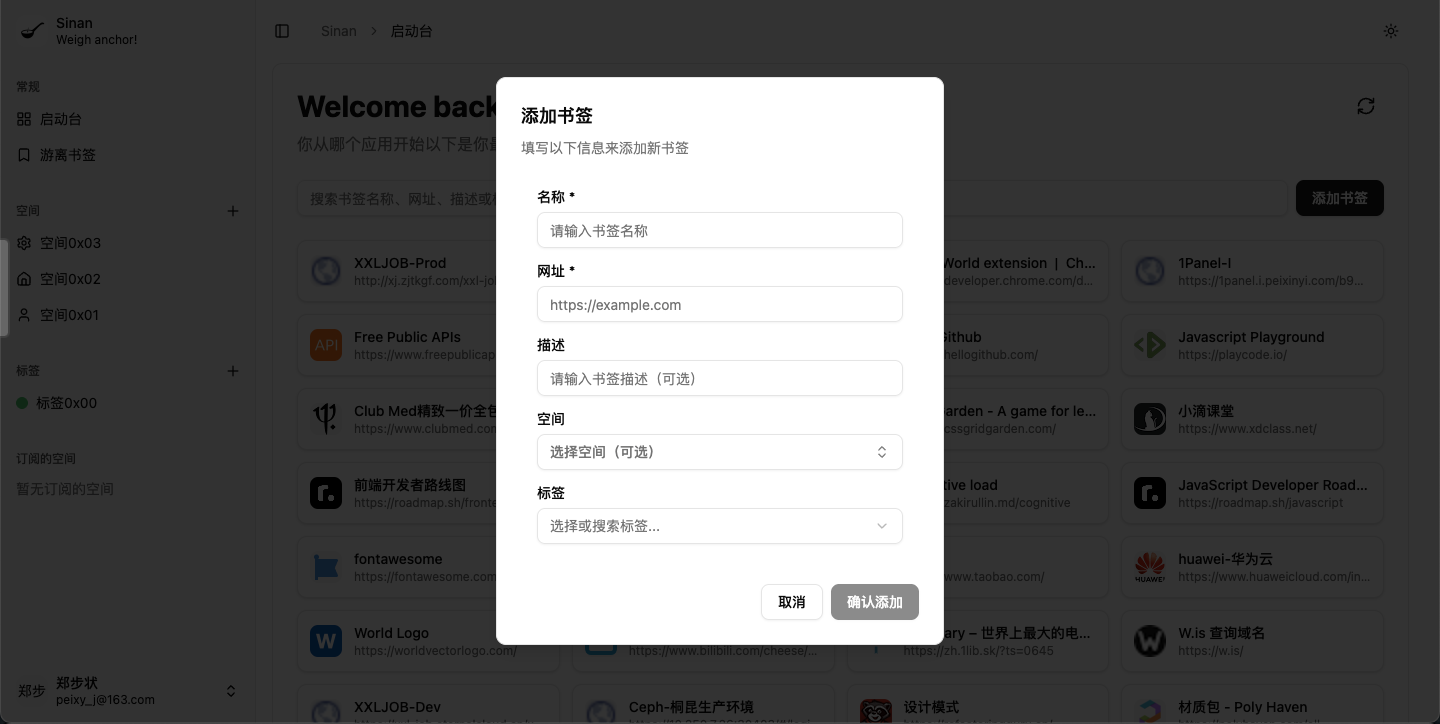 Sinan
Weigh anchor!
常规
启动台
游离书签
空间
空间0x03
空间0x02
空间0x01
标签
标签0x00
订阅的空间
暂无订阅的空间
郑步
郑步状
peixy_j@163.com
Sinan
启动台
Welcome back
你从哪个应用开始以下是你
搜索书签名称、网址、描述或
添加书签
XXLJOB-Prod
http://xj.zjtkgf.com/xxl-jo
World extension | Ch...
developer.chrome.com/d...
1Panel-I
https://1panel.i.peixinyi.com/b9...
Free Public APIs
https://www.freepublicap
Github
hellogithub.com/
Javascript Playground
https://playcode.io/
Club Med精致一价全包
https://www.clubmed.com
arden - A game for le...
cssgridgarden.com/
小滴课堂
https://www.xdclass.net/
前端开发者路线图
https://roadmap.sh/fronte
tive load
zakirullin.md/cognitive
JavaScript Developer Road...
https://roadmap.sh/javascript
fontawesome
https://fontawesome.com
www.taobao.com/
huawei-华为云
https://www.huaweicloud.com/in...
World Logo
https://worldvectorlogo.com/
https://www.bilibili.com/cheese/...
ary – 世界上最大的电...
https://zh.1lib.sk/?ts=0645
W.is 查询域名
https://w.is/
XXLJOB-Dev
Ceph-桐昆生产环境
设计模式
材质包 - Poly Haven
API
HUAWEI
添加书签
填写以下信息来添加新书签
名称 *
请输入书签名称
网址 *
https://example.com
描述
请输入书签描述（可选）
空间
选择空间（可选）
标签
选择或搜索标签...
取消
确认添加